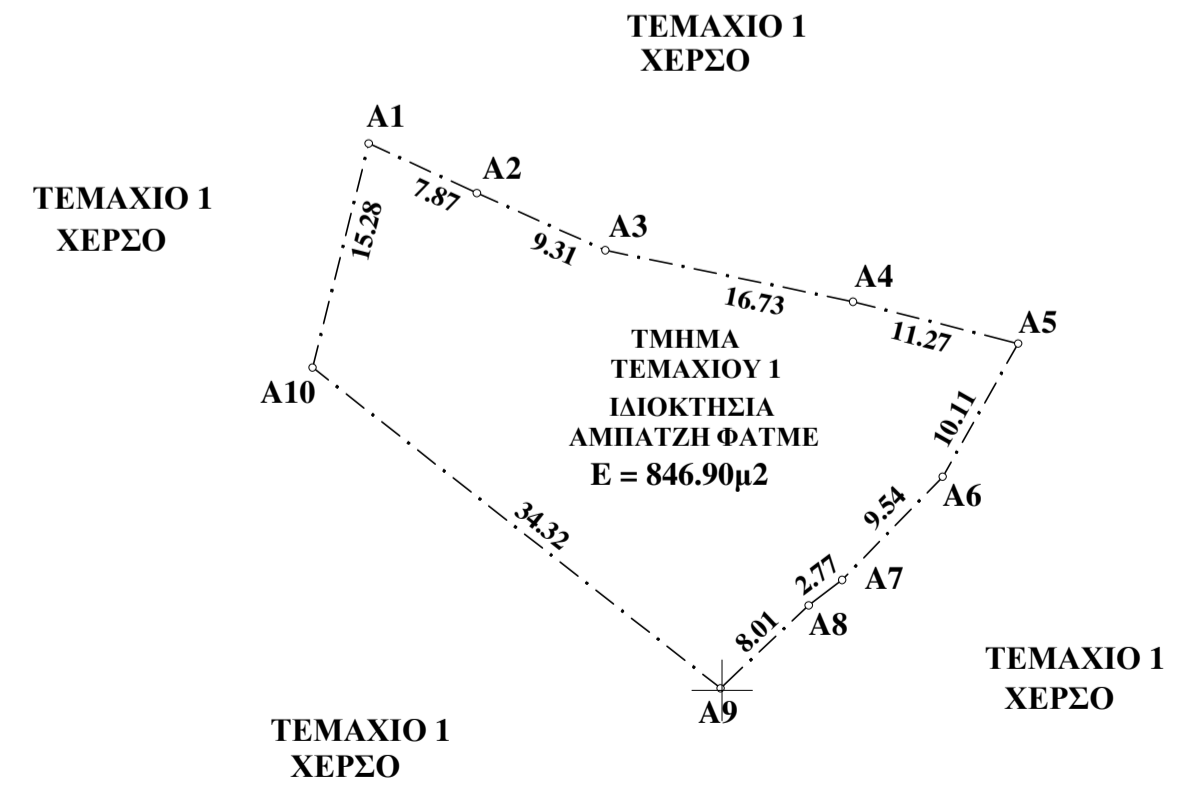 ΤΕΜΑΧΙΟ 1
ΧΕΡΣΟ
Α1
Α2
7.87
ΤΕΜΑΧΙΟ 1
ΧΕΡΣΟ
15.28
Α3
9.31
Α4
16.73
11.27
Α5
ΤΜΗΜΑ
ΤΕΜΑΧΙΟΥ 1
ΙΔΙΟΚΤΗΣΙΑ
ΑΜΠΑΤΖΗ ΦΑΤΜΕ
Ε = 846.90μ2
Α10
10.11
Α6
9.54
34.32
2.77
Α7
8.01
Α8
ΤΕΜΑΧΙΟ 1
ΧΕΡΣΟ
Α9
ΤΕΜΑΧΙΟ 1
ΧΕΡΣΟ